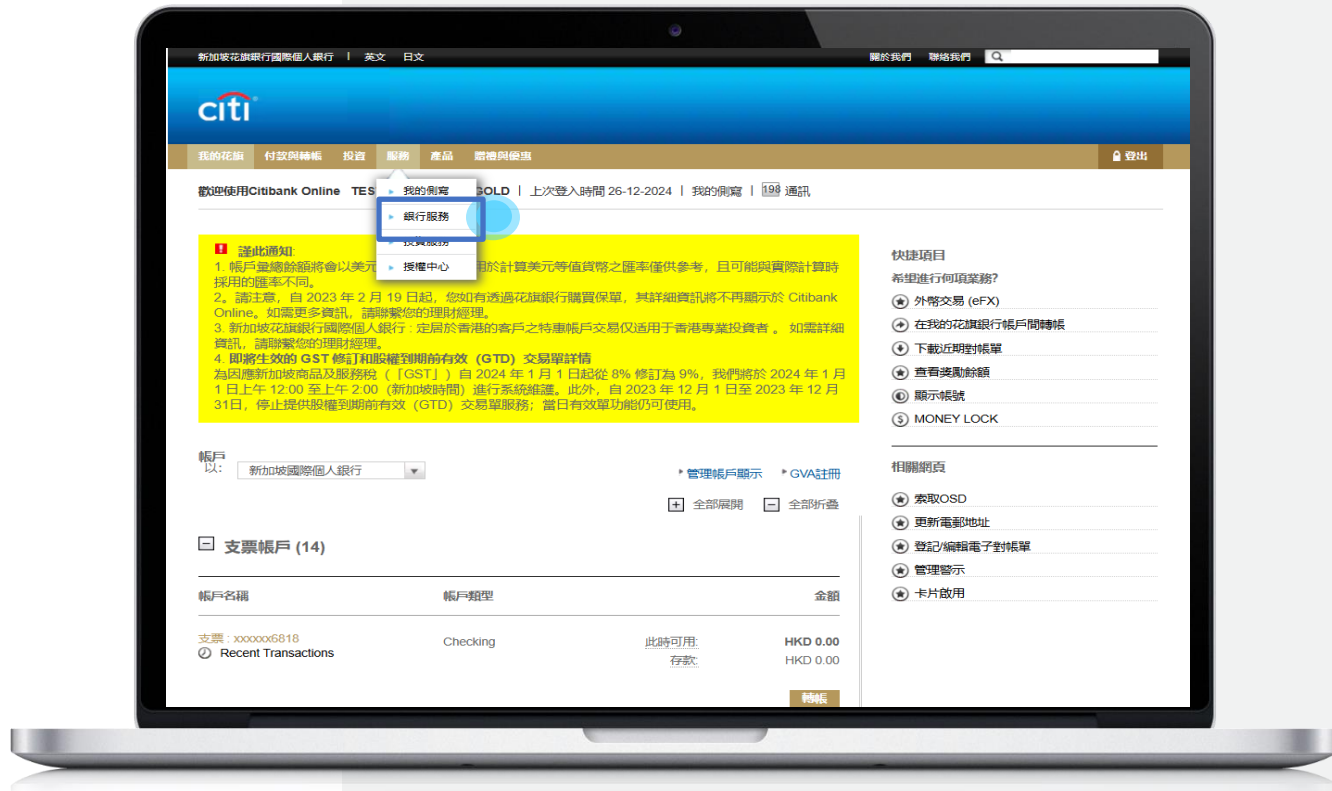 新加坡花旗銀行國際個人銀行 | 英文 日文
關於我們 聯絡我們
citi
我的花旗 付款與轉帳 投資 服務 產品 贈禮與優惠
登出
歡迎使用Citibank Online TES GOLD | 上次登入時間 26-12-2024 | 我的側寫 | 198 通訊
我的側寫
銀行服務
投資服務
授權中心
謹此通知:
1. 帳戶量總餘額將會以美元 用於計算美元等值貨幣之匯率僅供參考，且可能與實際計算時
採用的匯率不同。
2。請注意，自 2023 年 2 月 19 日起，您如有透過花旗銀行購買保單，其詳細資訊將不再顯示於 Citibank
Online。如需更多資訊，請聯繫您的理財經理。
3. 新加坡花旗銀行國際個人銀行 : 定居於香港的客戶之特惠帳戶交易仅适用于香港專業投資者 。 如需詳細
資訊，請聯繫您的理財經理。
4. 即將生效的 GST 修訂和股權到期前有效（GTD）交易單詳情
為因應新加坡商品及服務稅（「GST」）自 2024 年 1 月 1 日起從 8% 修訂為 9%，我們將於 2024 年 1 月
1 日上午 12:00 至上午 2:00（新加坡時間）進行系統維護。此外，自 2023 年 12 月 1 日至 2023 年 12 月
31日，停止提供股權到期前有效（GTD）交易單服務；當日有效單功能仍可使用。
帳戶
以: 新加坡國際個人銀行
管理帳戶顯示 GVA註冊
全部展開 全部折疊
支票帳戶 (14)
帳戶名稱 帳戶類型 金額
支票 : xxxxxx6818 Checking 此時可用: HKD 0.00
Recent Transactions 存款: HKD 0.00
轉帳
快捷項目
希望進行何項業務?
外幣交易 (eFX)
在我的花旗銀行帳戶間轉帳
下載近期對帳單
查看獎勵餘額
顯示帳號
MONEY LOCK
相關網頁
索取OSD
更新電郵地址
登記/編輯電子對帳單
管理警示
卡片啟用